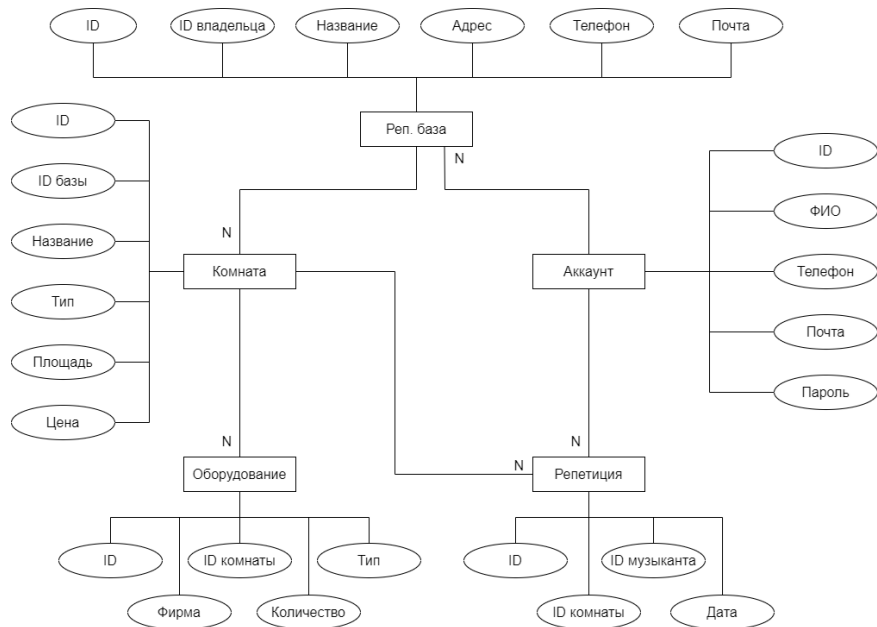 ID
ID владельца
Название
Адрес
Телефон
Почта
Реп. база
N
ID
ID базы
Название
Тип
Площадь
Цена
N
Комната
Аккаунт
ID
ФИО
Телефон
Почта
Пароль
N
Оборудование
N
N
Репетиция
ID
ID комнаты
Тип
Фирма
Количество
ID
ID музыканта
ID комнаты
Дата